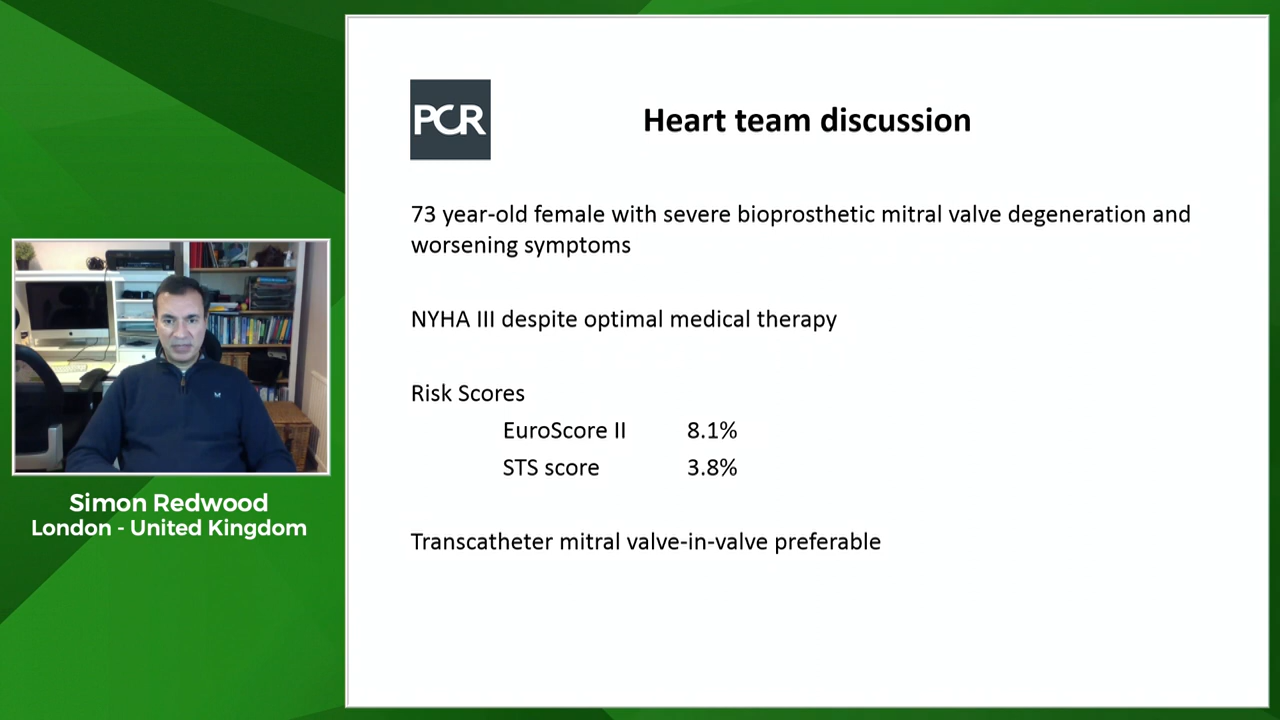 PCR
Heart team discussion
73 year-old female with severe bioprosthetic mitral valve degeneration and
worsening symptoms
NYHA III despite optimal medical therapy
Risk Scores
EuroScore II 8.1%
STS score 3.8%
Transcatheter mitral valve-in-valve preferable
Simon Redwood
London - United Kingdom